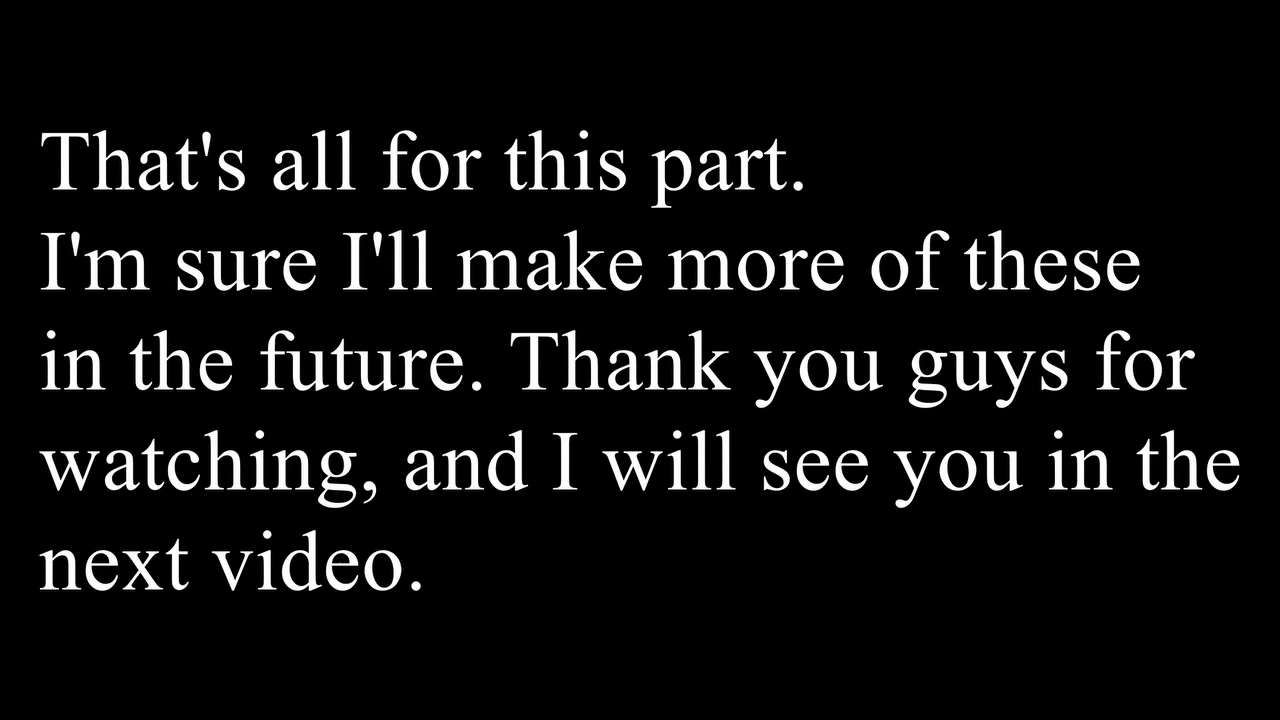 That's all for this part.
I'm sure I'll make more of these
in the future. Thank you guys for
watching, and I will see you in the
next video.